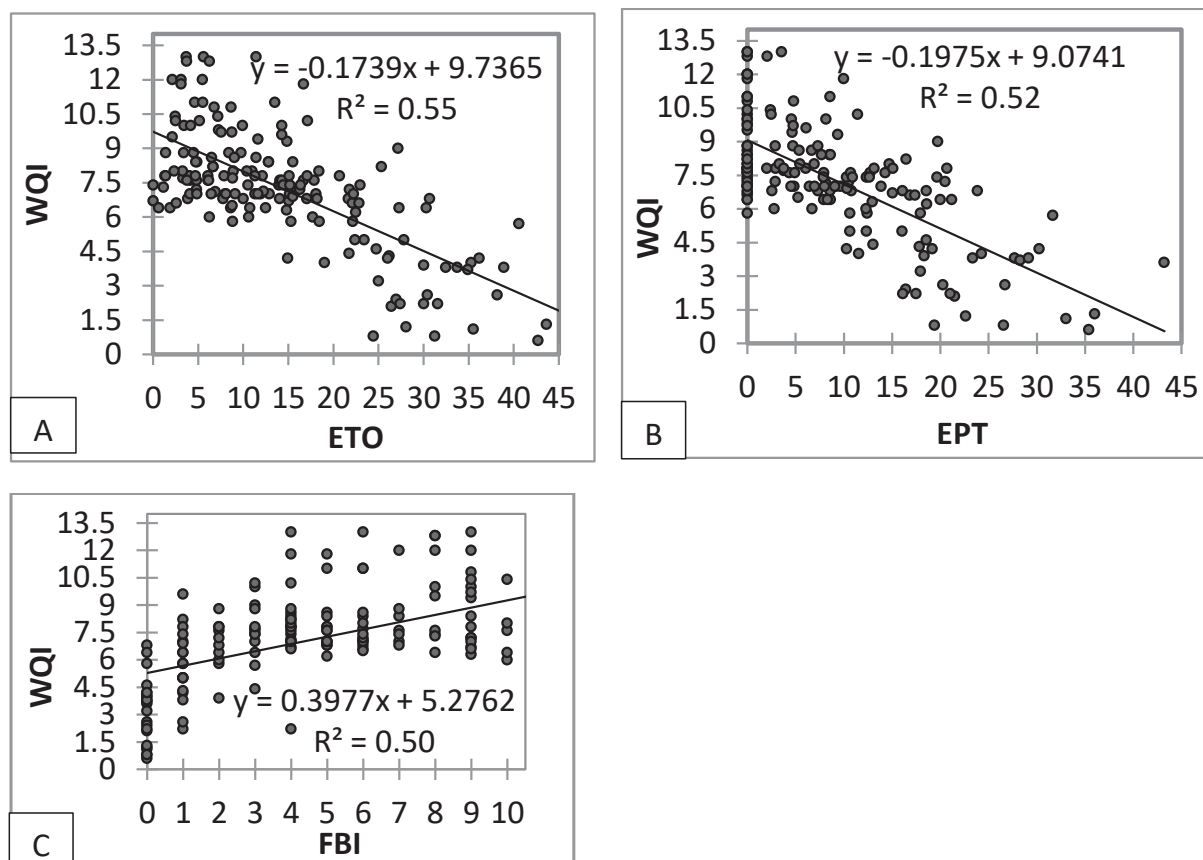 13.5
12
10.5
9
7.5
6
4.5
3
1.5
0
WQI
y = -0.1739x + 9.7365
R² = 0.55
0 5 10 15 20 25 30 35 40 45
ETO
A
13.5
12
10.5
9
7.5
6
4.5
3
1.5
0
WQI
y = -0.1975x + 9.0741
R² = 0.52
0 5 10 15 20 25 30 35 40 45
EPT
B
13.5
12
10.5
9
7.5
6
4.5
3
1.5
0
WQI
y = 0.3977x + 5.2762
R² = 0.50
0 1 2 3 4 5 6 7 8 9 10
FBI
C